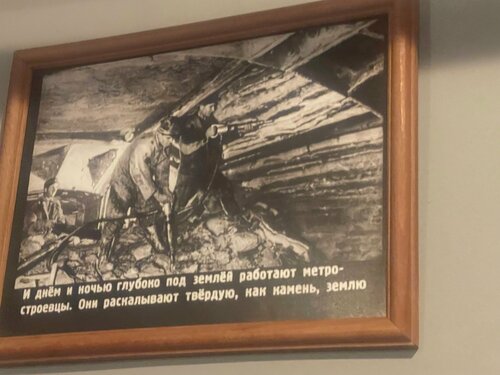 И днём и ночью глубоко под землёй работают метро-
строевцы. Они раскалывают твёрдую, как камень, землю